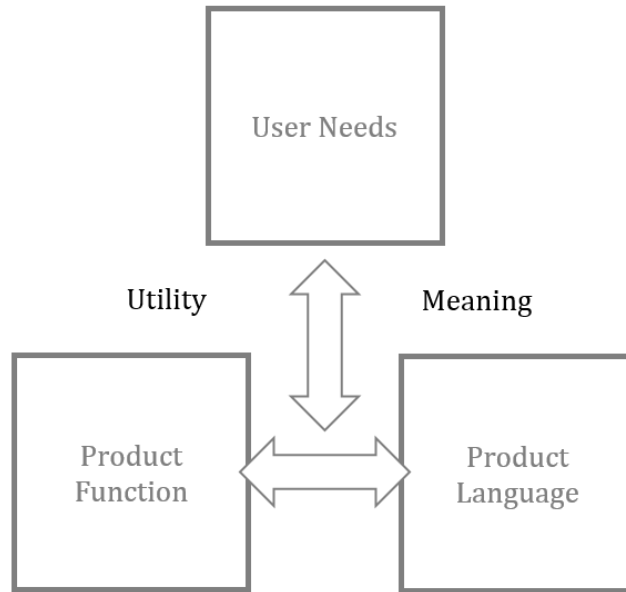 User Needs
Utility
Meaning
Product
Function
Product
Language